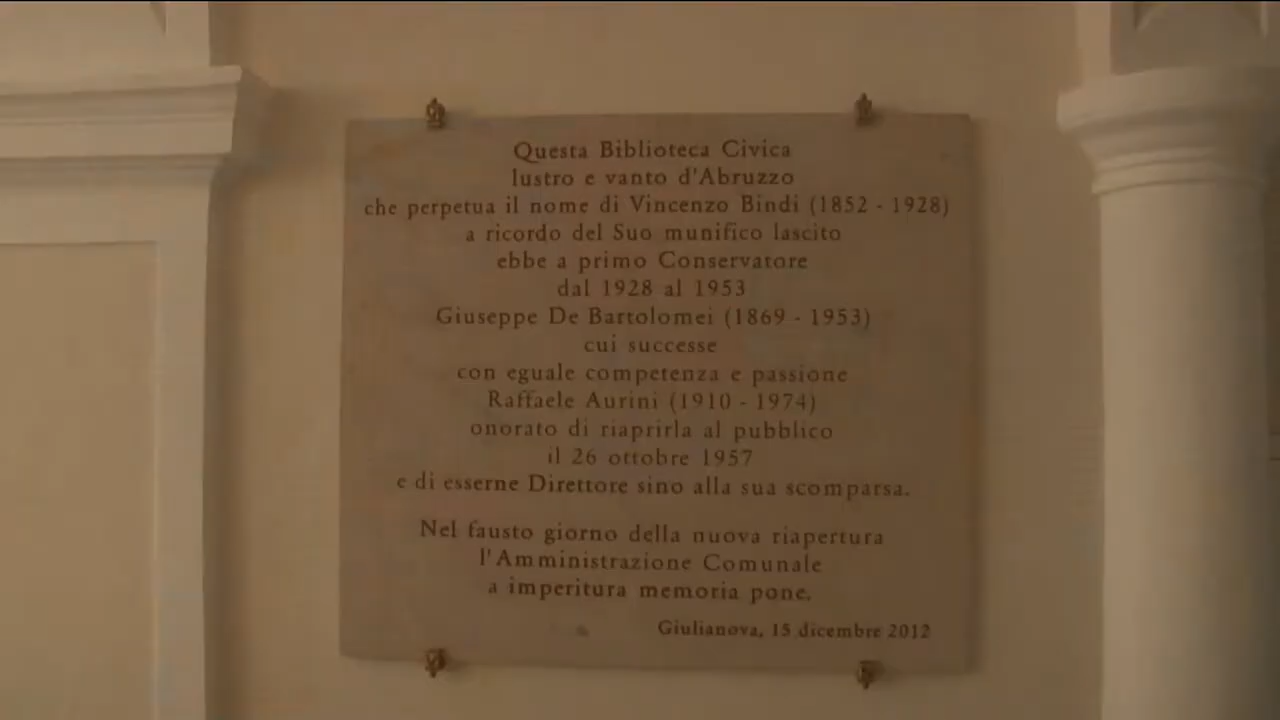 Questa Biblioteca Civica
lustro e vanto d'Abruzzo
che perpetua il nome di Vincenzo Bindi (1852 - 1928)
a ricordo del Suo munifico lascito
ebbe a primo Conservatore
dal 1928 al 1953
Giuseppe De Bartolomei (1869 - 1953)
cui successe
con eguale competenza e passione
Raffaele Aurini (1910 - 1974)
onorato di riaprirla al pubblico
il 26 ottobre 1957
e di esserne Direttore sino alla sua scomparsa.
Nel fausto giorno della nuova riapertura
l'Amministrazione Comunale
a imperitura memoria pone.
Giulianova, 15 dicembre 2012